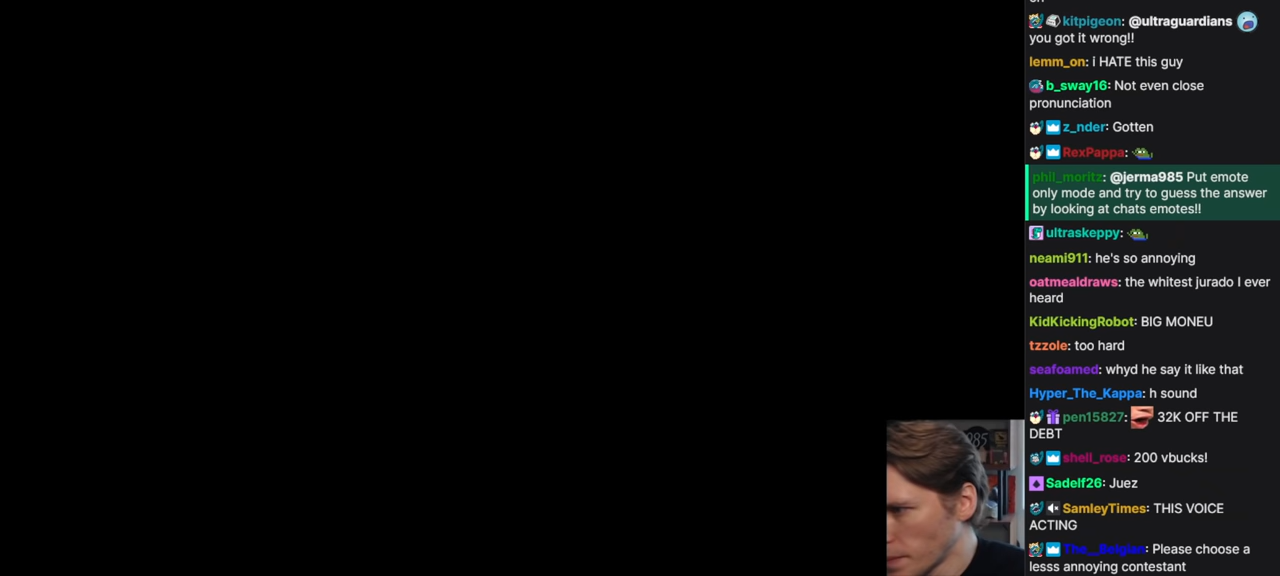 kitpigeon: @ultraguardians
you got it wrong!!
lemm_on: i HATE this guy
b_sway16: Not even close
pronunciation
z_nder: Gotten
RexPappa:
phil_moritz: @jerma985 Put emote
only mode and try to guess the answer
by looking at chats emotes!!
ultraskeppy:
neami911: he's so annoying
oatmealdraws: the whitest jurado I ever
heard
KidKickingRobot: BIG MONEU
tzzole: too hard
seafoamed: whyd he say it like that
Hyper_The_Kappa: h sound
pen15827: 32K OFF THE
DEBT
shell_rose: 200 vbucks!
Sadelf26: Juez
SamleyTimes: THIS VOICE
ACTING
The__Belgian: Please choose a
lesss annoying contestant
985